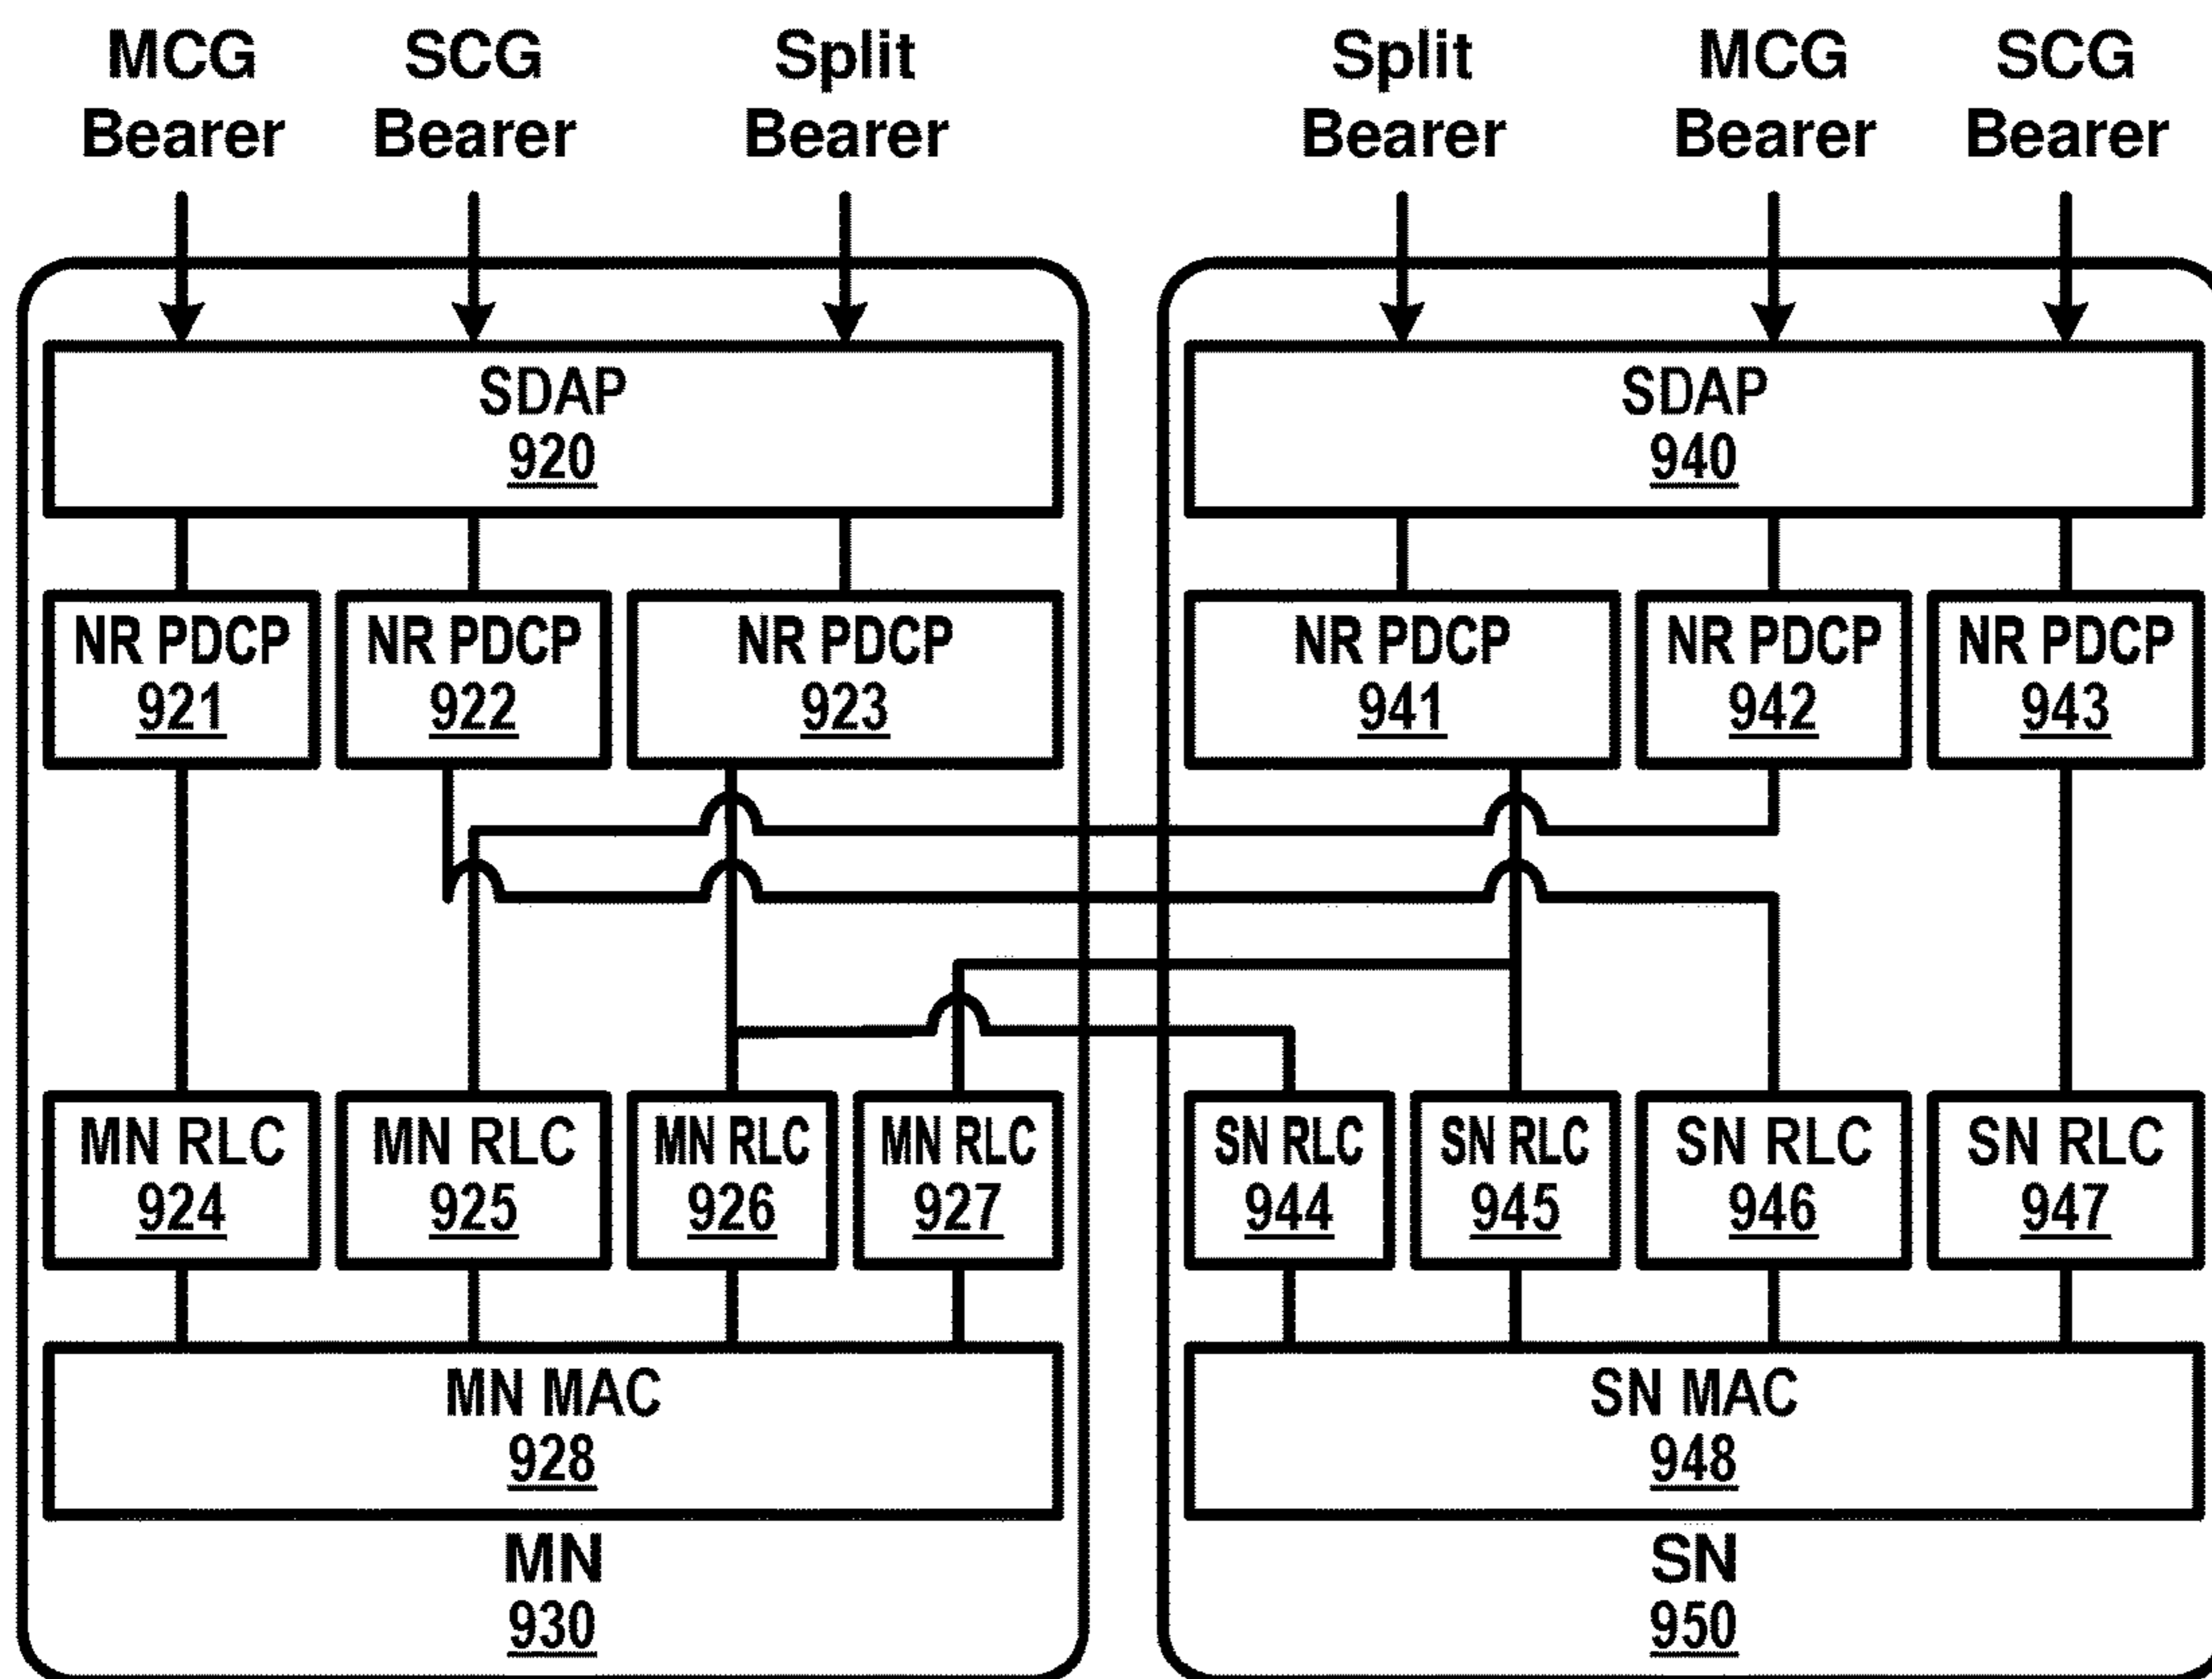 MCG Bearer
SCG Bearer
Split Bearer
Split Bearer
MCG Bearer
SCG Bearer
SDAP
920
SDAP
940
NR PDCP
921
NR PDCP
922
NR PDCP
923
NR PDCP
941
NR PDCP
942
NR PDCP
943
MN RLC
924
MN RLC
925
MN RLC
926
MN RLC
927
SN RLC
944
SN RLC
945
SN RLC
946
SN RLC
947
MN MAC
928
SN MAC
948
MN
930
SN
950